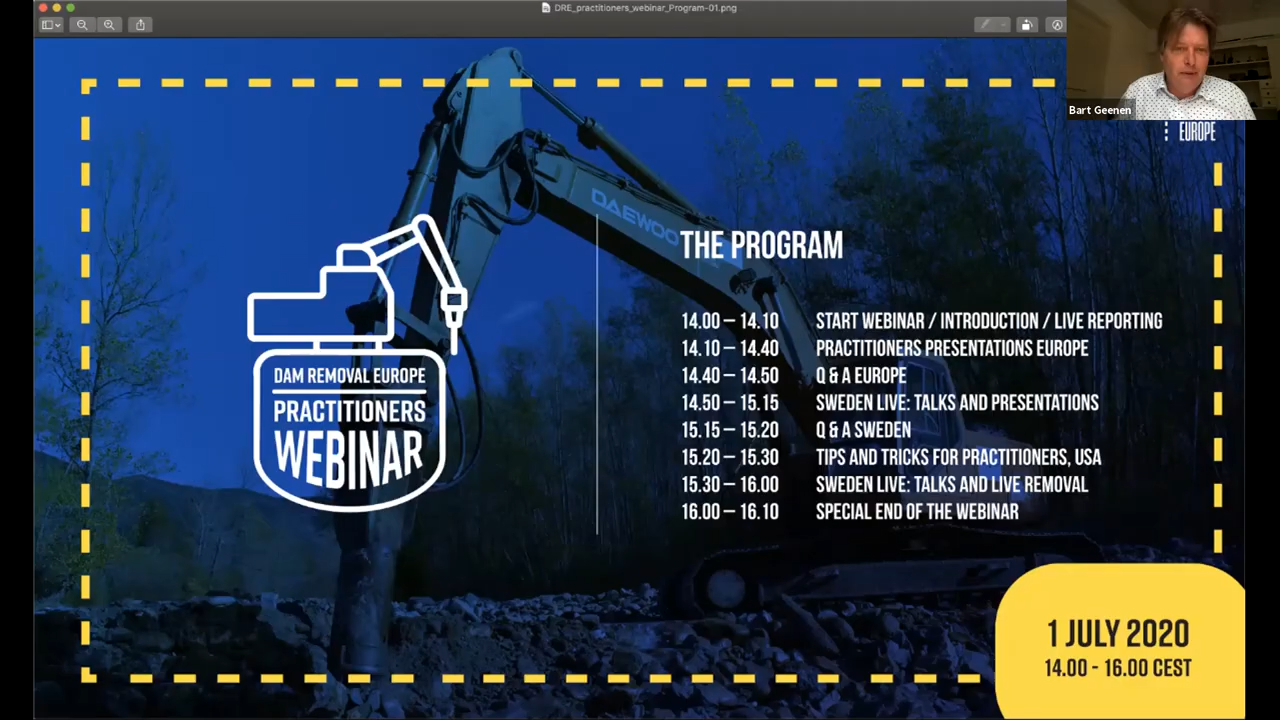 DRE_practitioners_webinar_Program-01.png
Bart Geenen
EUROPE
DAEWOO
THE PROGRAM
14.00 – 14.10 START WEBINAR / INTRODUCTION / LIVE REPORTING
14.10 – 14.40 PRACTITIONERS PRESENTATIONS EUROPE
14.40 – 14.50 Q & A EUROPE
14.50 – 15.15 SWEDEN LIVE: TALKS AND PRESENTATIONS
15.15 – 15.20 Q & A SWEDEN
15.20 – 15.30 TIPS AND TRICKS FOR PRACTITIONERS, USA
15.30 – 16.00 SWEDEN LIVE: TALKS AND LIVE REMOVAL
16.00 – 16.10 SPECIAL END OF THE WEBINAR
DAM REMOVAL EUROPE
PRACTITIONERS
WEBINAR
1 JULY 2020
14.00 - 16.00 CEST